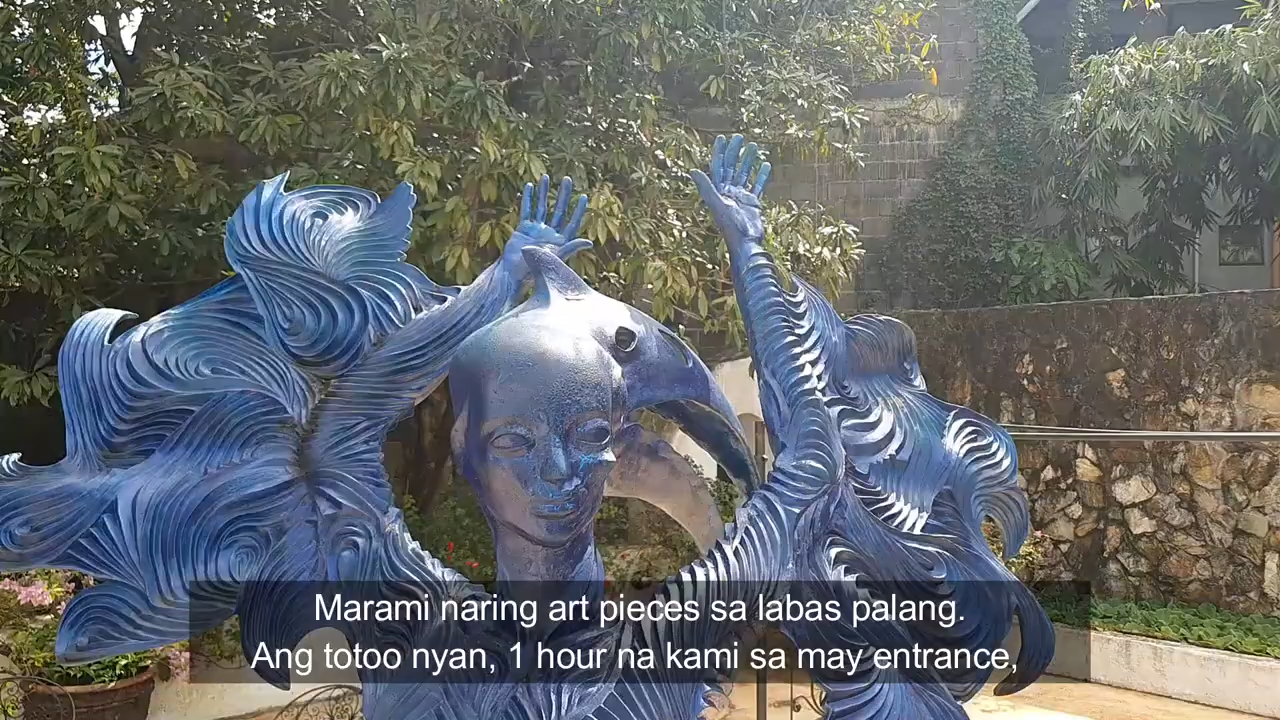 Marami naring art pieces sa labas palang.
Ang totoo nyan, 1 hour na kami sa may entrance,